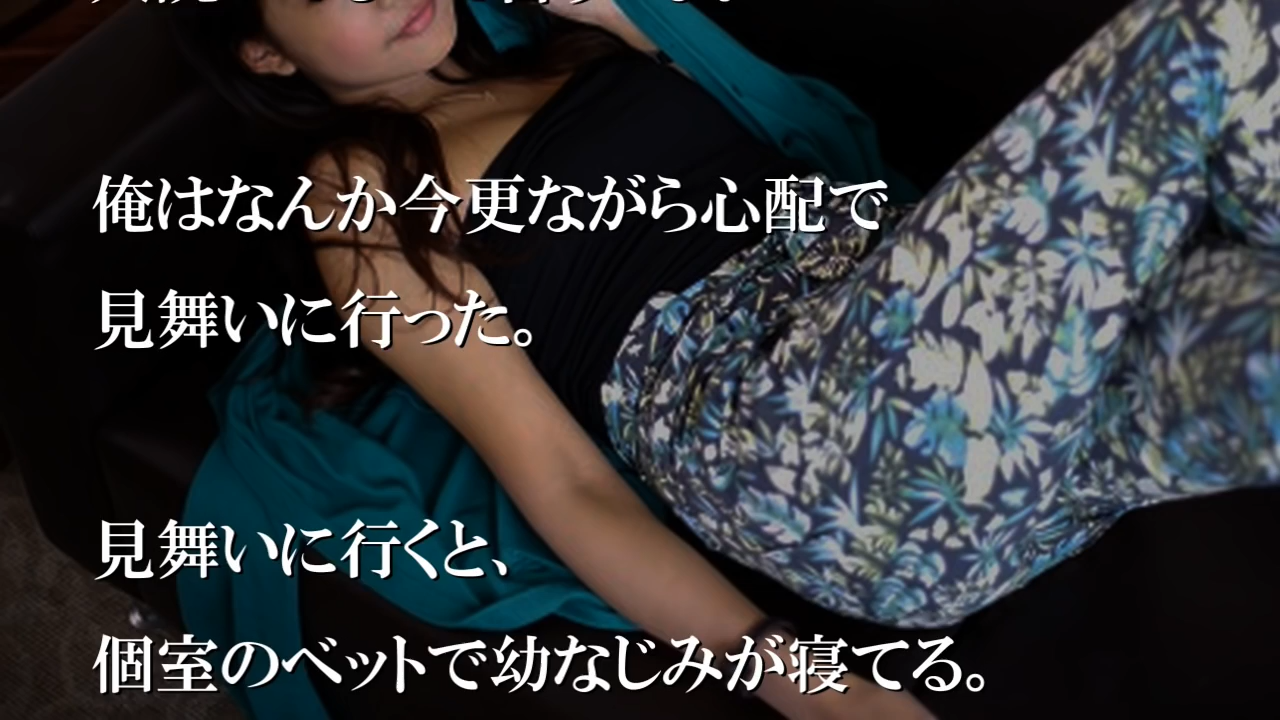 俺はなんか今更ながら心配で
見舞いに行った。
見舞いに行くと、
個室のベットで幼なじみが寝てる。